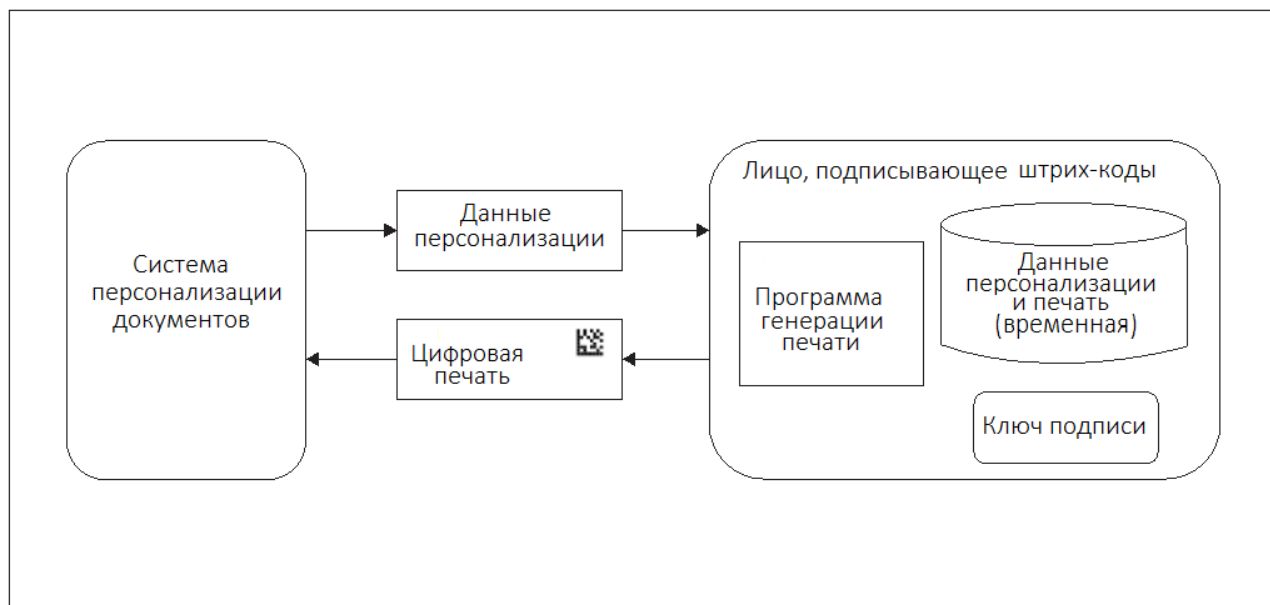 Система
персонализации
документов
Данные
персонализации
Цифровая
печать
Лицо, подписывающее штрих-коды
Программа
генерации
печати
Данные
персонализации
и печать
(временная)
Ключ подписи